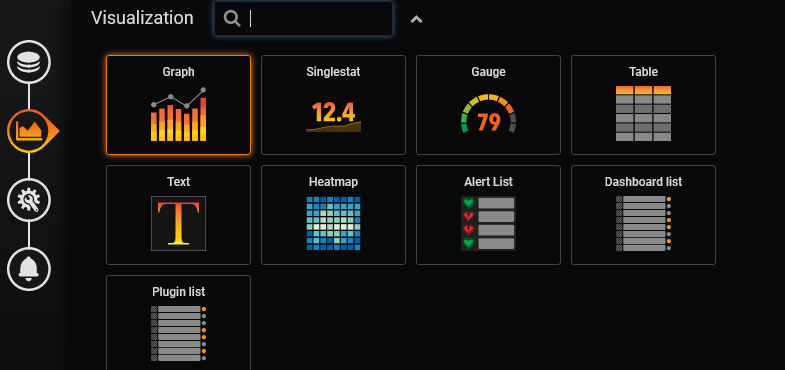 Visualization
Graph
Singlestat
12.4
Gauge
79
Table
Text
T
Heatmap
Alert List
Dashboard list
Plugin list